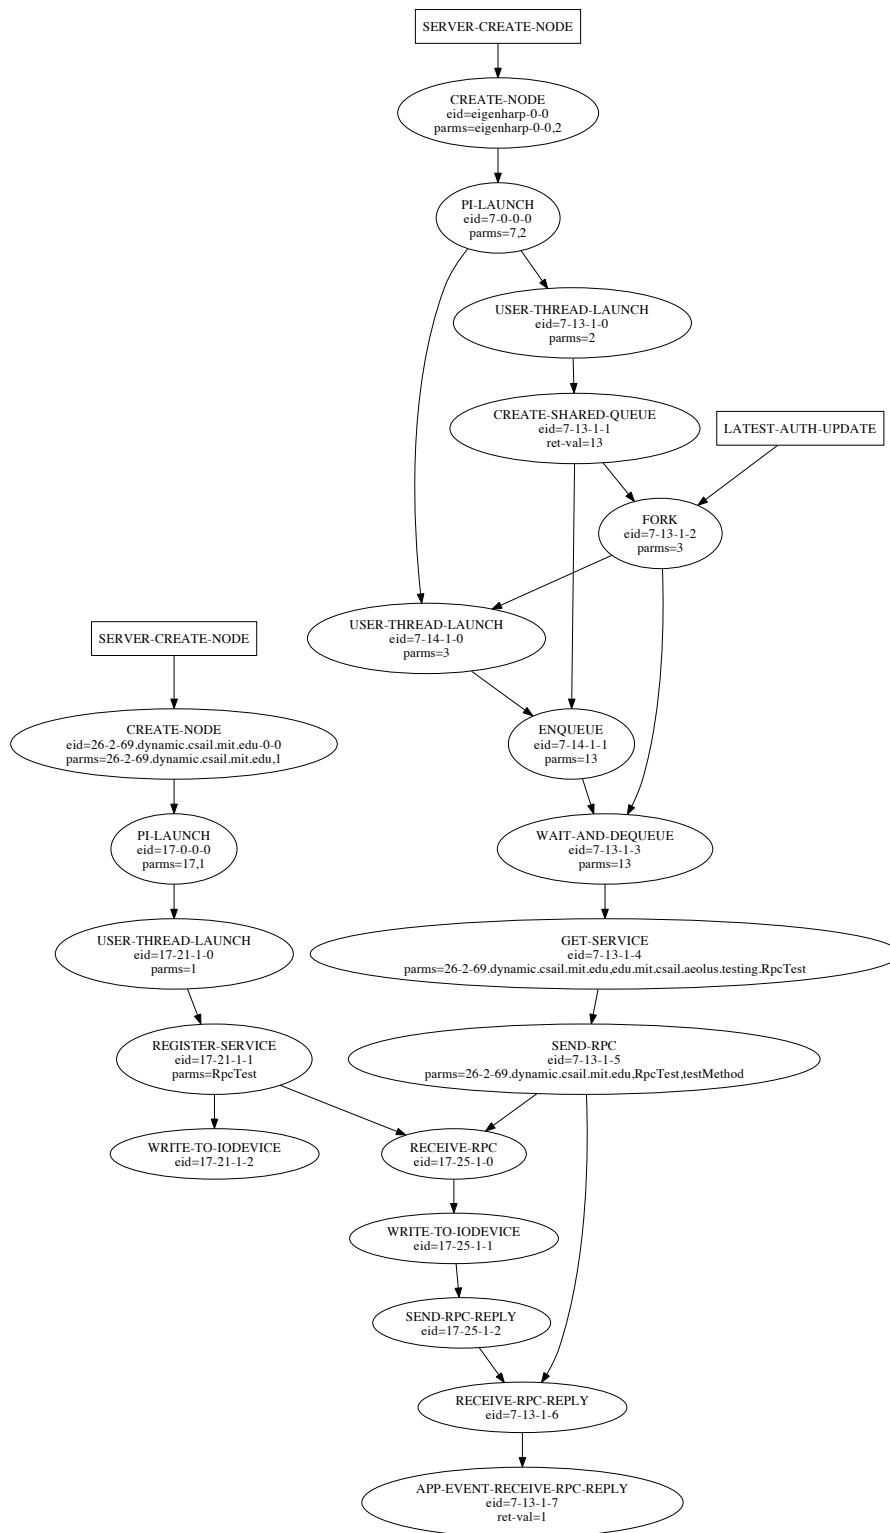 SERVER-CREATE-NODE
CREATE-NODE
eid=eigenharp-0-0
parms=eigenharp-0-0,2
PI-LAUNCH
eid=7-0-0-0
parms=7,2
USER-THREAD-LAUNCH
eid=7-13-1-0
parms=2
CREATE-SHARED-QUEUE
eid=7-13-1-1
ret-val=13
LATEST-AUTH-UPDATE
FORK
eid=7-13-1-2
parms=3
USER-THREAD-LAUNCH
eid=7-14-1-0
parms=3
SERVER-CREATE-NODE
CREATE-NODE
eid=26-2-69.dynamic.csail.mit.edu-0-0
parms=26-2-69.dynamic.csail.mit.edu,1
ENQUEUE
eid=7-14-1-1
parms=13
PI-LAUNCH
eid=17-0-0-0
parms=17,1
WAIT-AND-DEQUEUE
eid=7-13-1-3
parms=13
USER-THREAD-LAUNCH
eid=17-21-1-0
parms=1
GET-SERVICE
eid=7-13-1-4
parms=26-2-69.dynamic.csail.mit.edu,edu.mit.csail.aeolus.testing.RpcTest
REGISTER-SERVICE
eid=17-21-1-1
parms=RpcTest
SEND-RPC
eid=7-13-1-5
parms=26-2-69.dynamic.csail.mit.edu,RpcTest,testMethod
WRITE-TO-IODEVICE
eid=17-21-1-2
RECEIVE-RPC
eid=17-25-1-0
WRITE-TO-IODEVICE
eid=17-25-1-1
SEND-RPC-REPLY
eid=17-25-1-2
RECEIVE-RPC-REPLY
eid=7-13-1-6
APP-EVENT-RECEIVE-RPC-REPLY
eid=7-13-1-7
ret-val=1